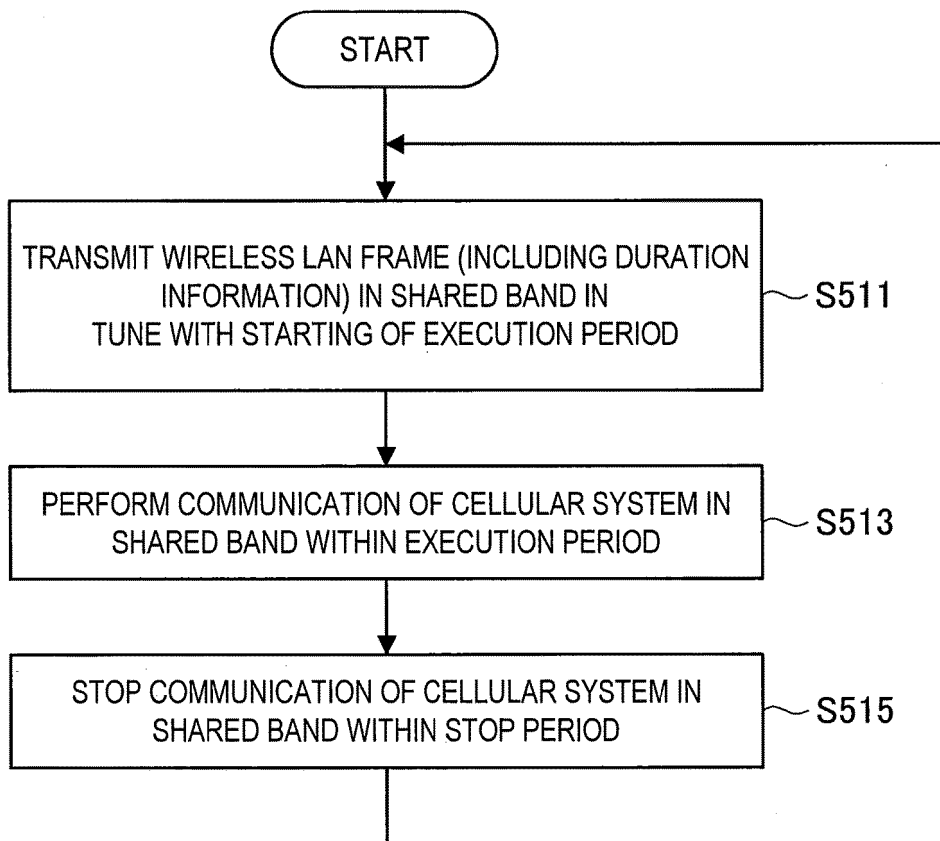 START
TRANSMIT WIRELESS LAN FRAME (INCLUDING DURATION
INFORMATION) IN SHARED BAND IN
TUNE WITH STARTING OF EXECUTION PERIOD
S511
PERFORM COMMUNICATION OF CELLULAR SYSTEM IN
SHARED BAND WITHIN EXECUTION PERIOD
S513
STOP COMMUNICATION OF CELLULAR SYSTEM IN
SHARED BAND WITHIN STOP PERIOD
S515